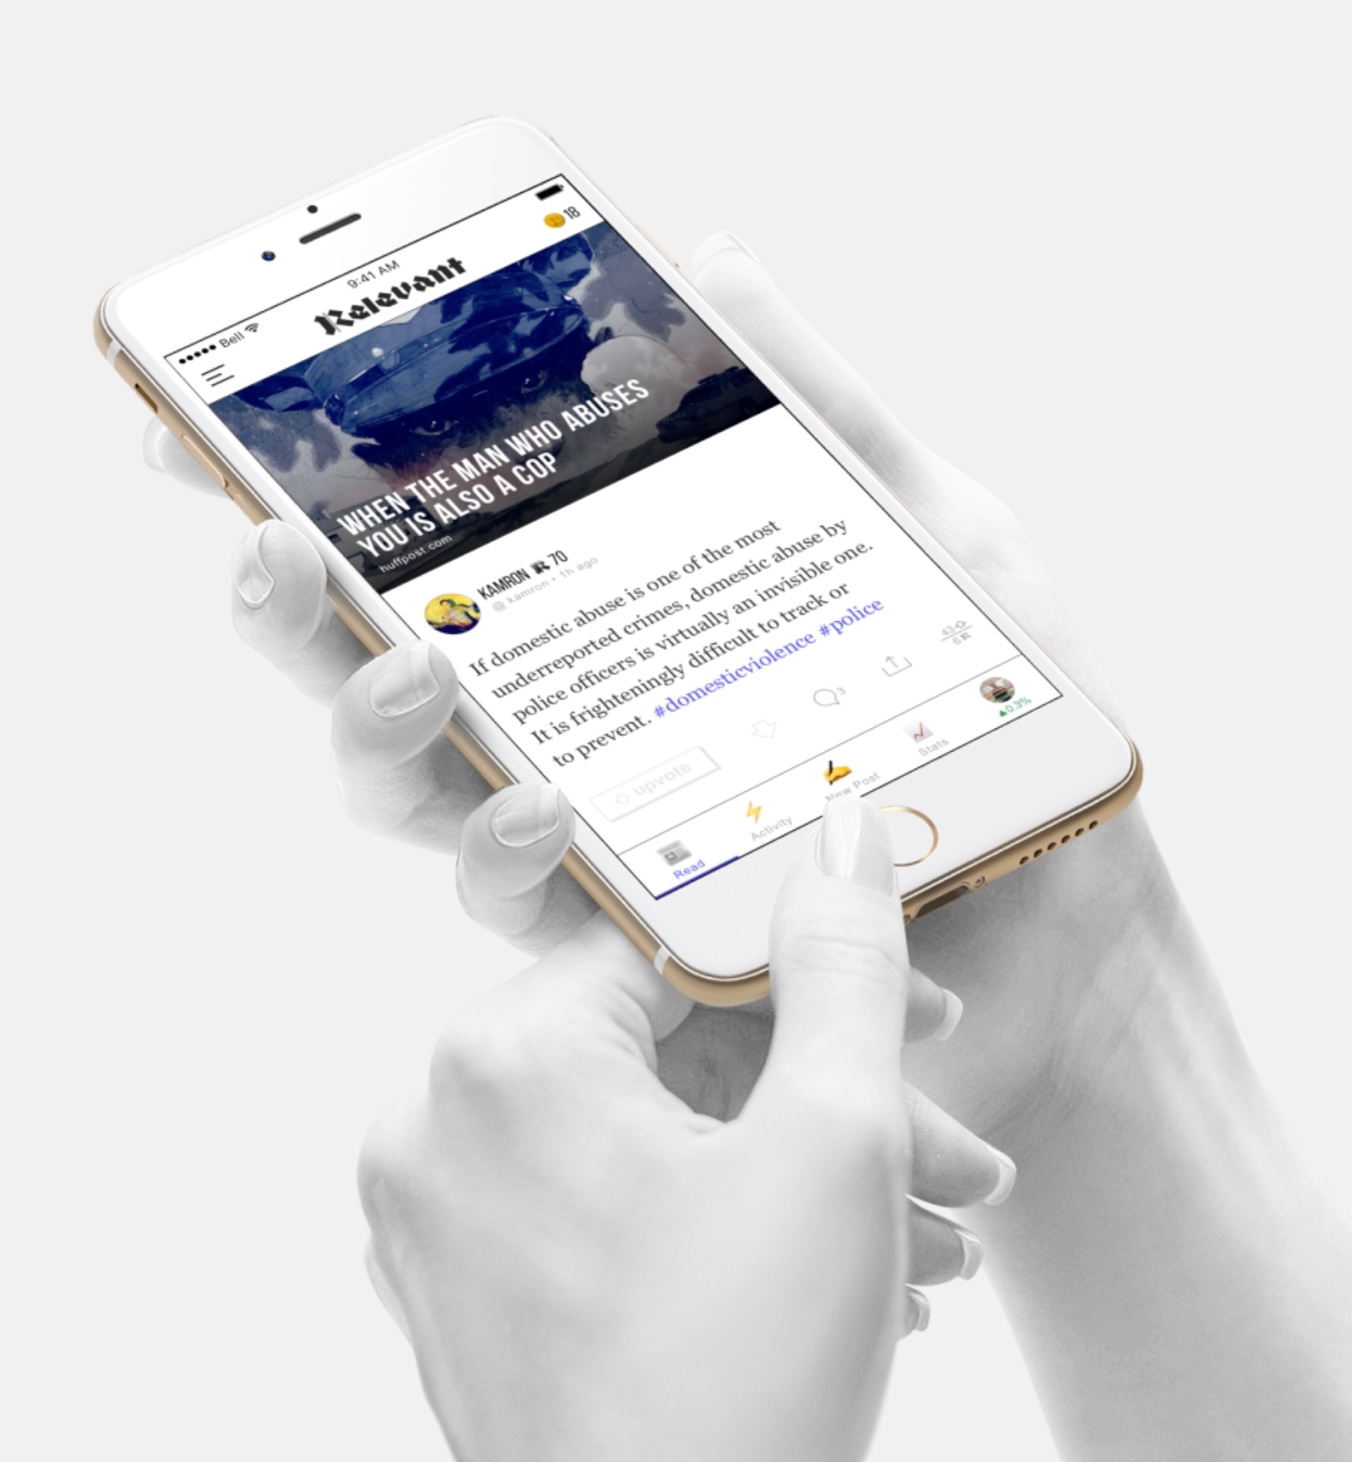 ●●●●● Bell
9:41 AM
Relevant
18
WHEN THE MAN WHO ABUSES
YOU IS ALSO A COP
huffpost.com
KAMRON R 70
@kamron • 1h ago
If domestic abuse is one of the most
underreported crimes, domestic abuse by
police officers is virtually an invisible one.
It is frighteningly difficult to track or
to prevent. #domesticviolence #police
upvote
3
43
6R
Read
Activity
New Post
Stats
▲0.3%